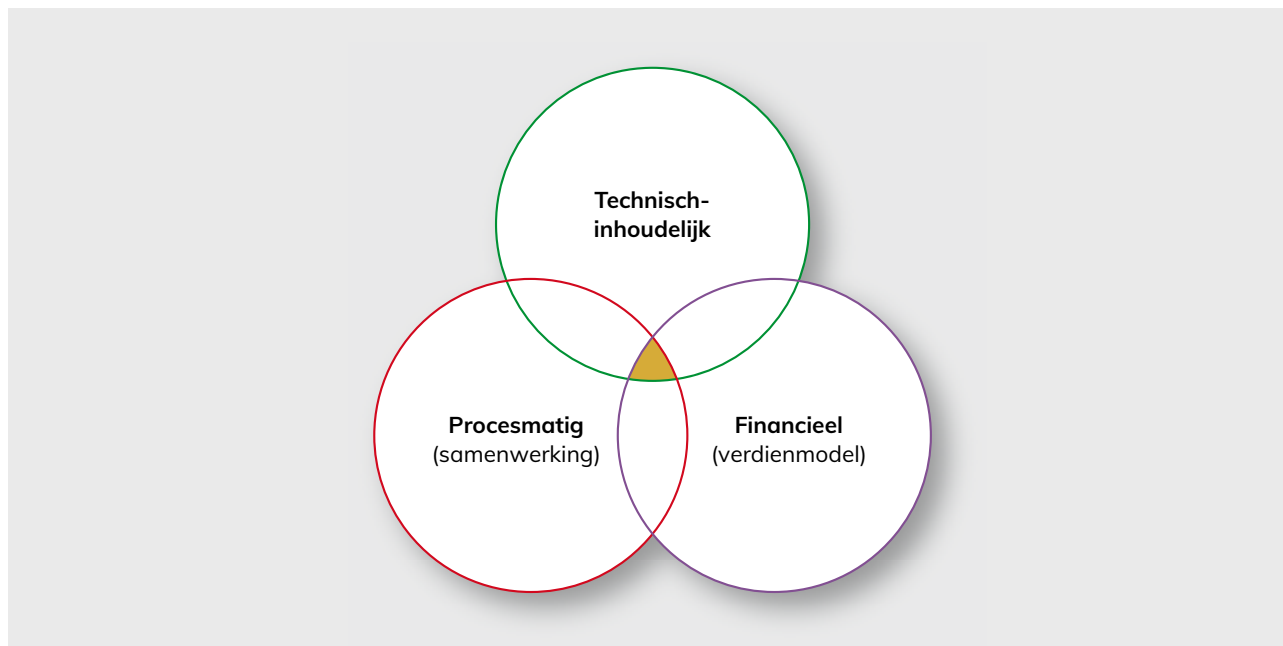 Technisch-
inhoudelijk
Procesmatig
(samenwerking)
Financieel
(verdienmodel)